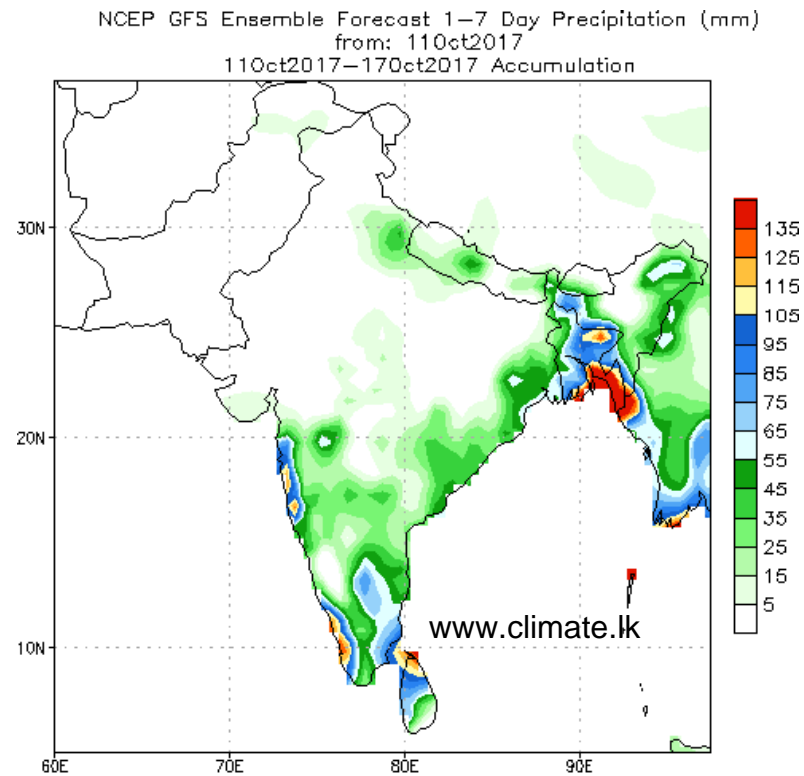 NCEP GFS Ensemble Forecast 1–7 Day Precipitation (mm)
from: 11Oct2017
11Oct2017–17Oct2017 Accumulation
30N
20N
10N
60E
70E
80E
90E
135
125
115
105
95
85
75
65
55
45
35
25
15
5
www.climate.lk